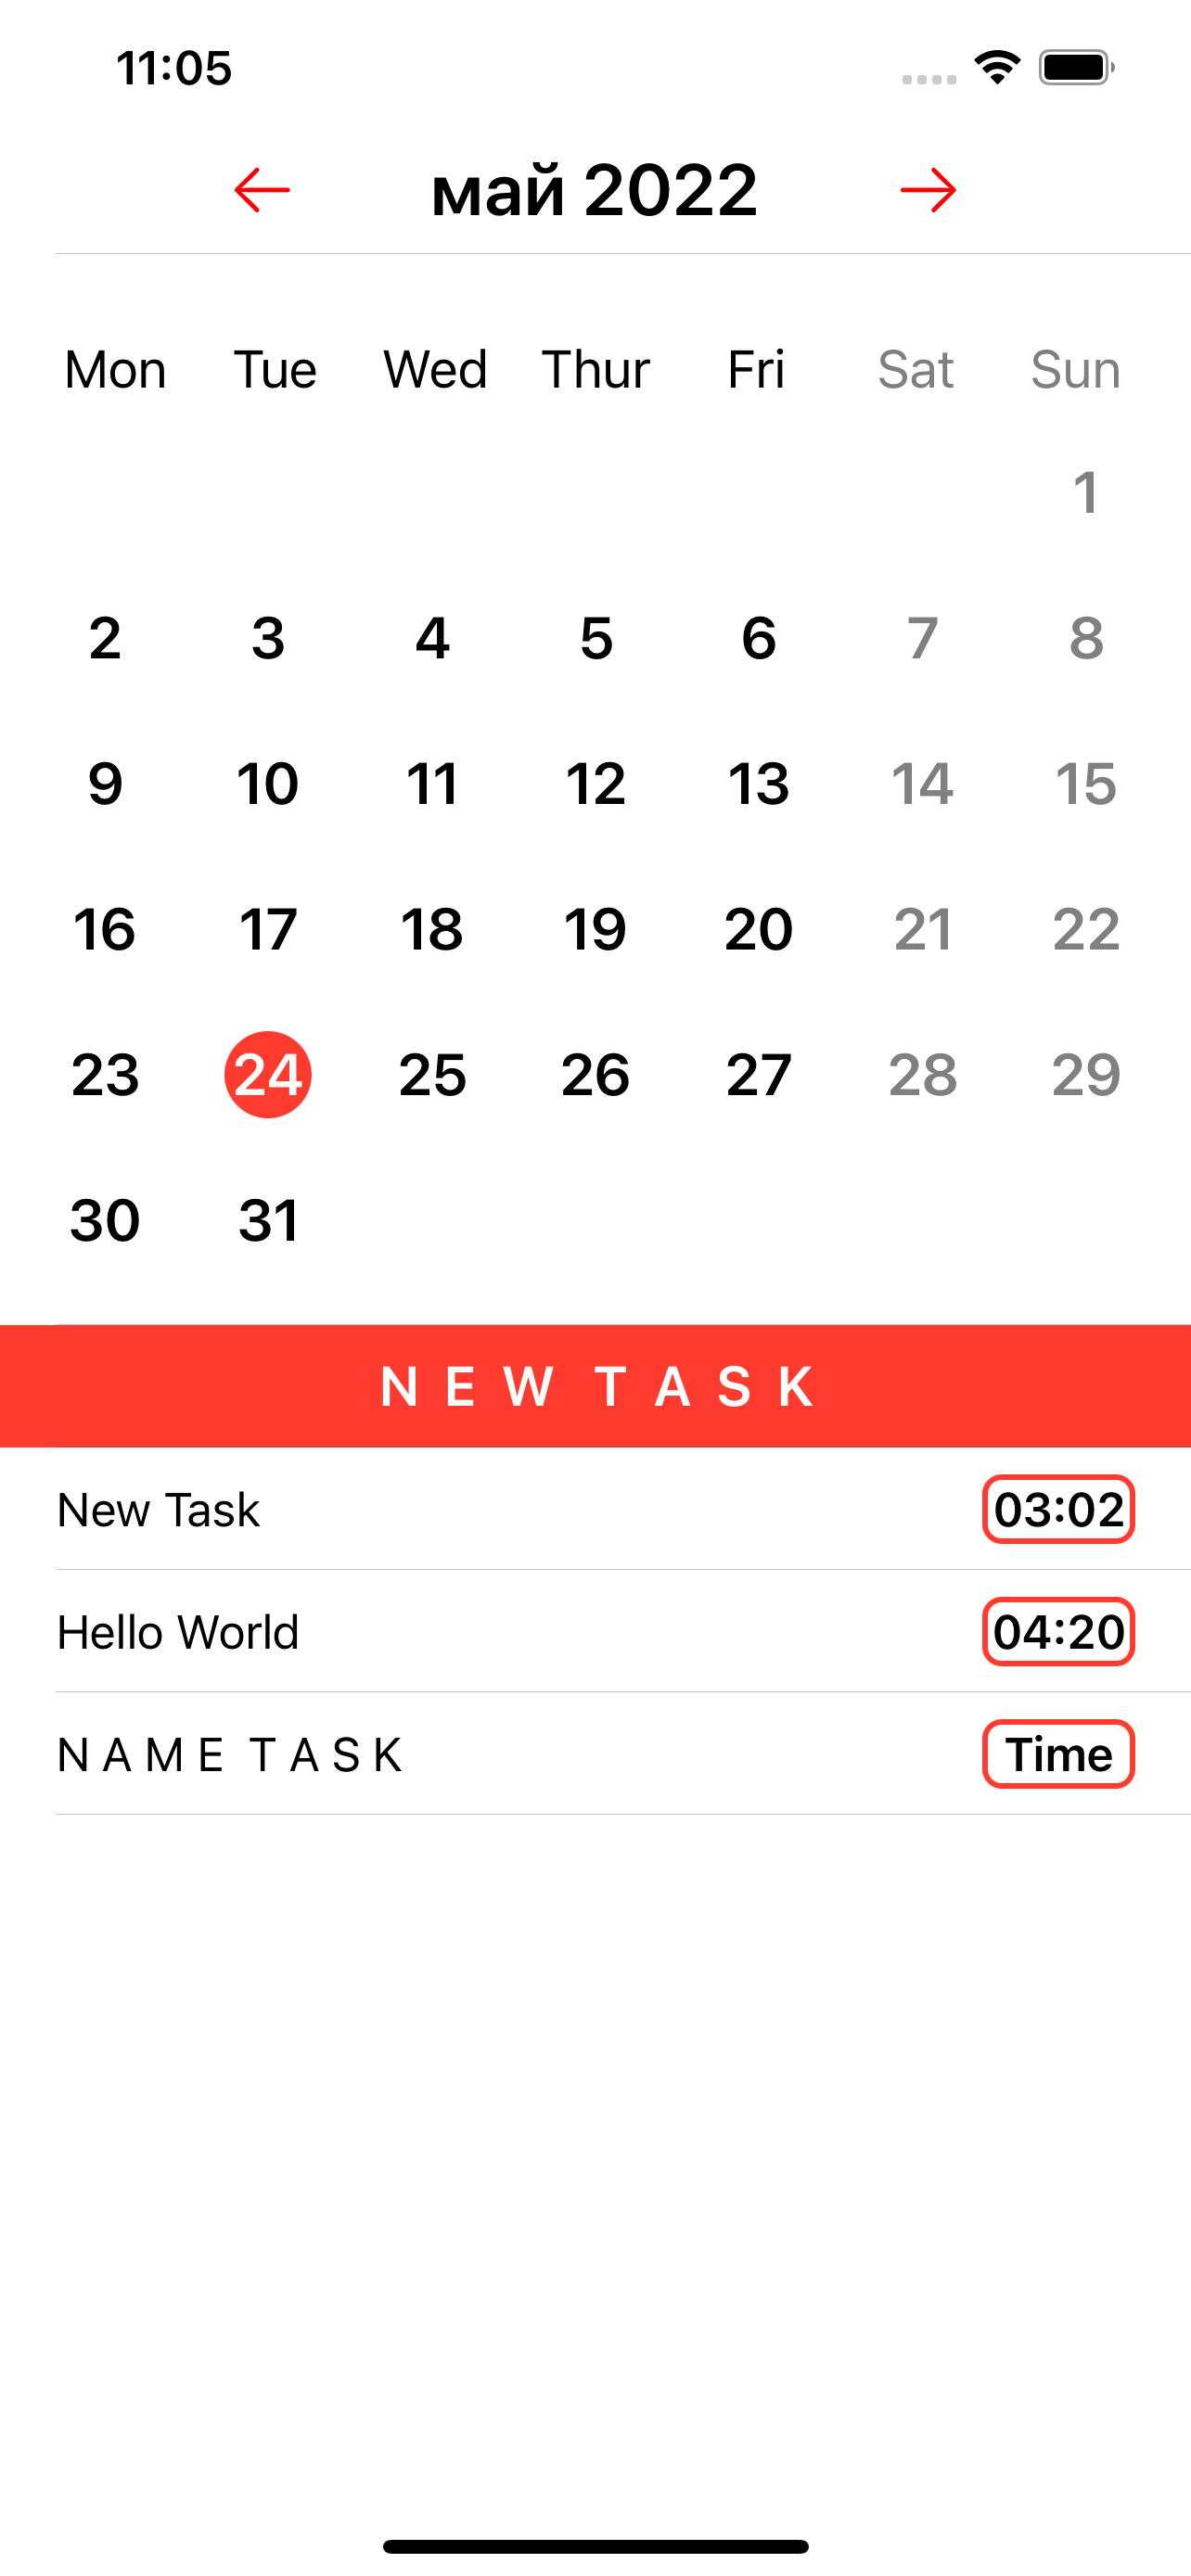 11:05
май 2022
Mon Tue Wed Thur Fri Sat Sun
1
2 3 4 5 6 7 8
9 10 11 12 13 14 15
16 17 18 19 20 21 22
23 24 25 26 27 28 29
30 31
N E W T A S K
New Task 03:02
Hello World 04:20
N A M E T A S K Time